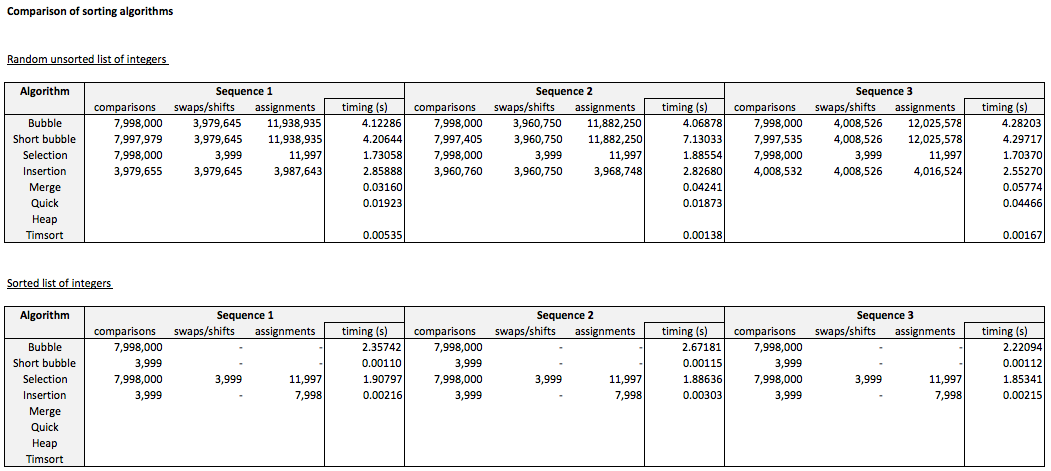 Comparison of sorting algorithms
Random unsorted list of integers
Algorithm Sequence 1 Sequence 2 Sequence 3
comparisons swaps/shifts assignments timing (s) comparisons swaps/shifts assignments timing (s) comparisons swaps/shifts assignments timing (s)
Bubble 7,998,000 3,979,645 11,938,935 4.12286 7,998,000 3,960,750 11,882,250 4.06878 7,998,000 4,008,526 12,025,578 4.28203
Short bubble 7,997,979 3,979,645 11,938,935 4.20644 7,997,405 3,960,750 11,882,250 7.13033 7,997,535 4,008,526 12,025,578 4.29717
Selection 7,998,000 3,999 11,997 1.73058 7,998,000 3,999 11,997 1.88554 7,998,000 3,999 11,997 1.70370
Insertion 3,979,655 3,979,645 3,987,643 2.85888 3,960,760 3,960,750 3,968,748 2.82680 4,008,532 4,008,526 4,016,524 2.55270
Merge 0.03160 0.04241 0.05774
Quick 0.01923 0.01873 0.04466
Heap
Timsort 0.00535 0.00138 0.00167
Sorted list of integers
Algorithm Sequence 1 Sequence 2 Sequence 3
comparisons swaps/shifts assignments timing (s) comparisons swaps/shifts assignments timing (s) comparisons swaps/shifts assignments timing (s)
Bubble 7,998,000 - - 2.35742 7,998,000 - - 2.67181 7,998,000 - - 2.22094
Short bubble 3,999 - - 0.00110 3,999 - - 0.00115 3,999 - - 0.00112
Selection 7,998,000 3,999 11,997 1.90797 7,998,000 3,999 11,997 1.88636 7,998,000 3,999 11,997 1.85341
Insertion 3,999 - 7,998 0.00216 3,999 - 7,998 0.00303 3,999 - 7,998 0.00215
Merge
Quick
Heap
Timsort